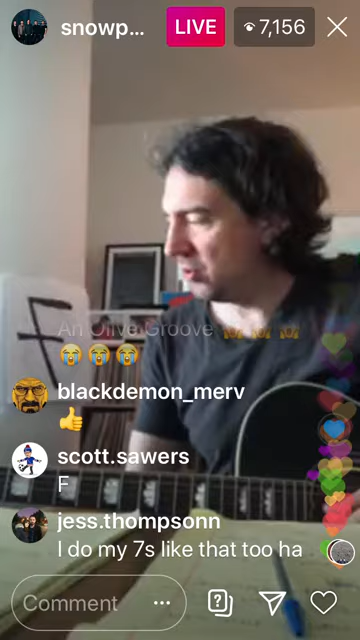 snowp...
LIVE
7,156
An Olive Groove
F
😭😭😭
blackdemon_merv
👍
scott.sawers
F
jess.thompsonn
I do my 7s like that too ha
Comment